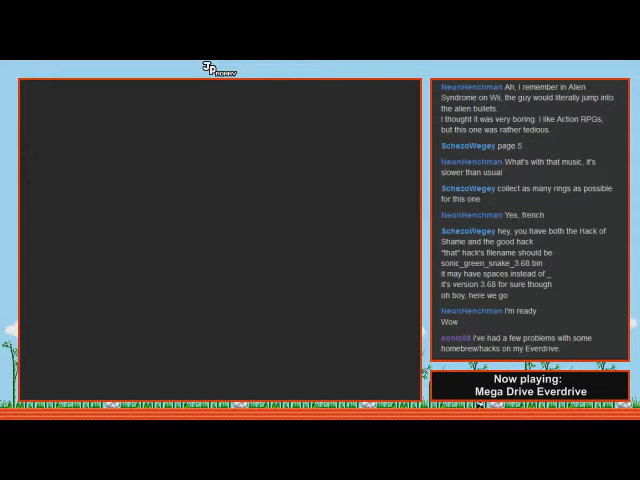 JPRONNY
NeonHenchman Ah, I remember in Alien
Syndrome on Wii, the guy would literally jump into
the alien bullets.
I thought it was very boring. I like Action RPGs,
but this one was rather tedious.
SchezoWegey page 5
NeonHenchman What's with that music, it's
slower than usual
SchezoWegey collect as many rings as possible
for this one
NeonHenchman Yes, french
SchezoWegey hey, you have both the Hack of
Shame and the good hack
*that* hack's filename should be
sonic_green_snake_3.68.bin
it may have spaces instead of _
it's version 3.68 for sure though
oh boy, here we go
NeonHenchman I'm ready
Wow
I've had a few problems with some
homebrew/hacks on my Everdrive.
Now playing:
Mega Drive Everdrive